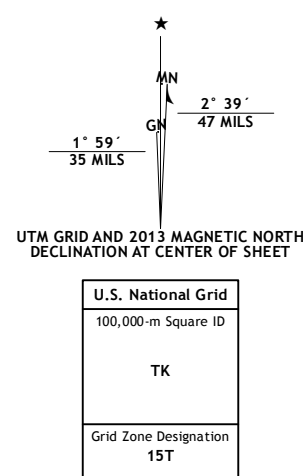 ★
MN
GN
2° 39´
47 MILS
1° 59´
35 MILS
UTM GRID AND 2013 MAGNETIC NORTH
DECLINATION AT CENTER OF SHEET
U.S. National Grid
100,000-m Square ID
TK
Grid Zone Designation
15T